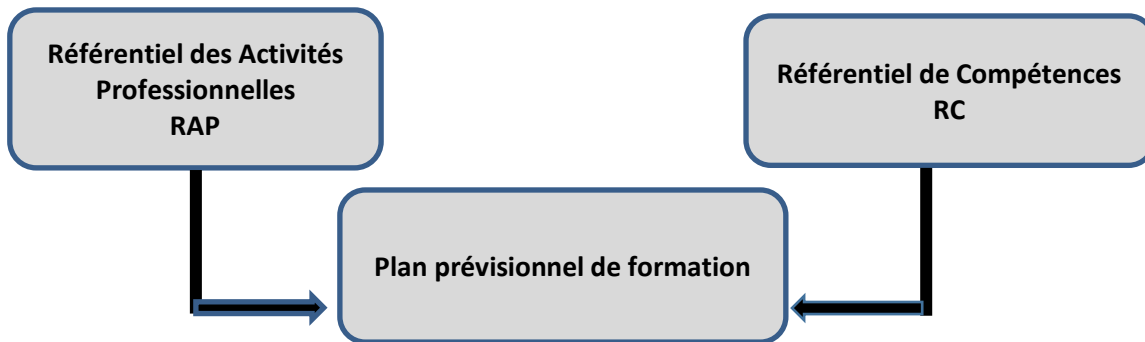 Référentiel des Activités
Professionnelles
RAP
Référentiel de Compétences
RC
Plan prévisionnel de formation